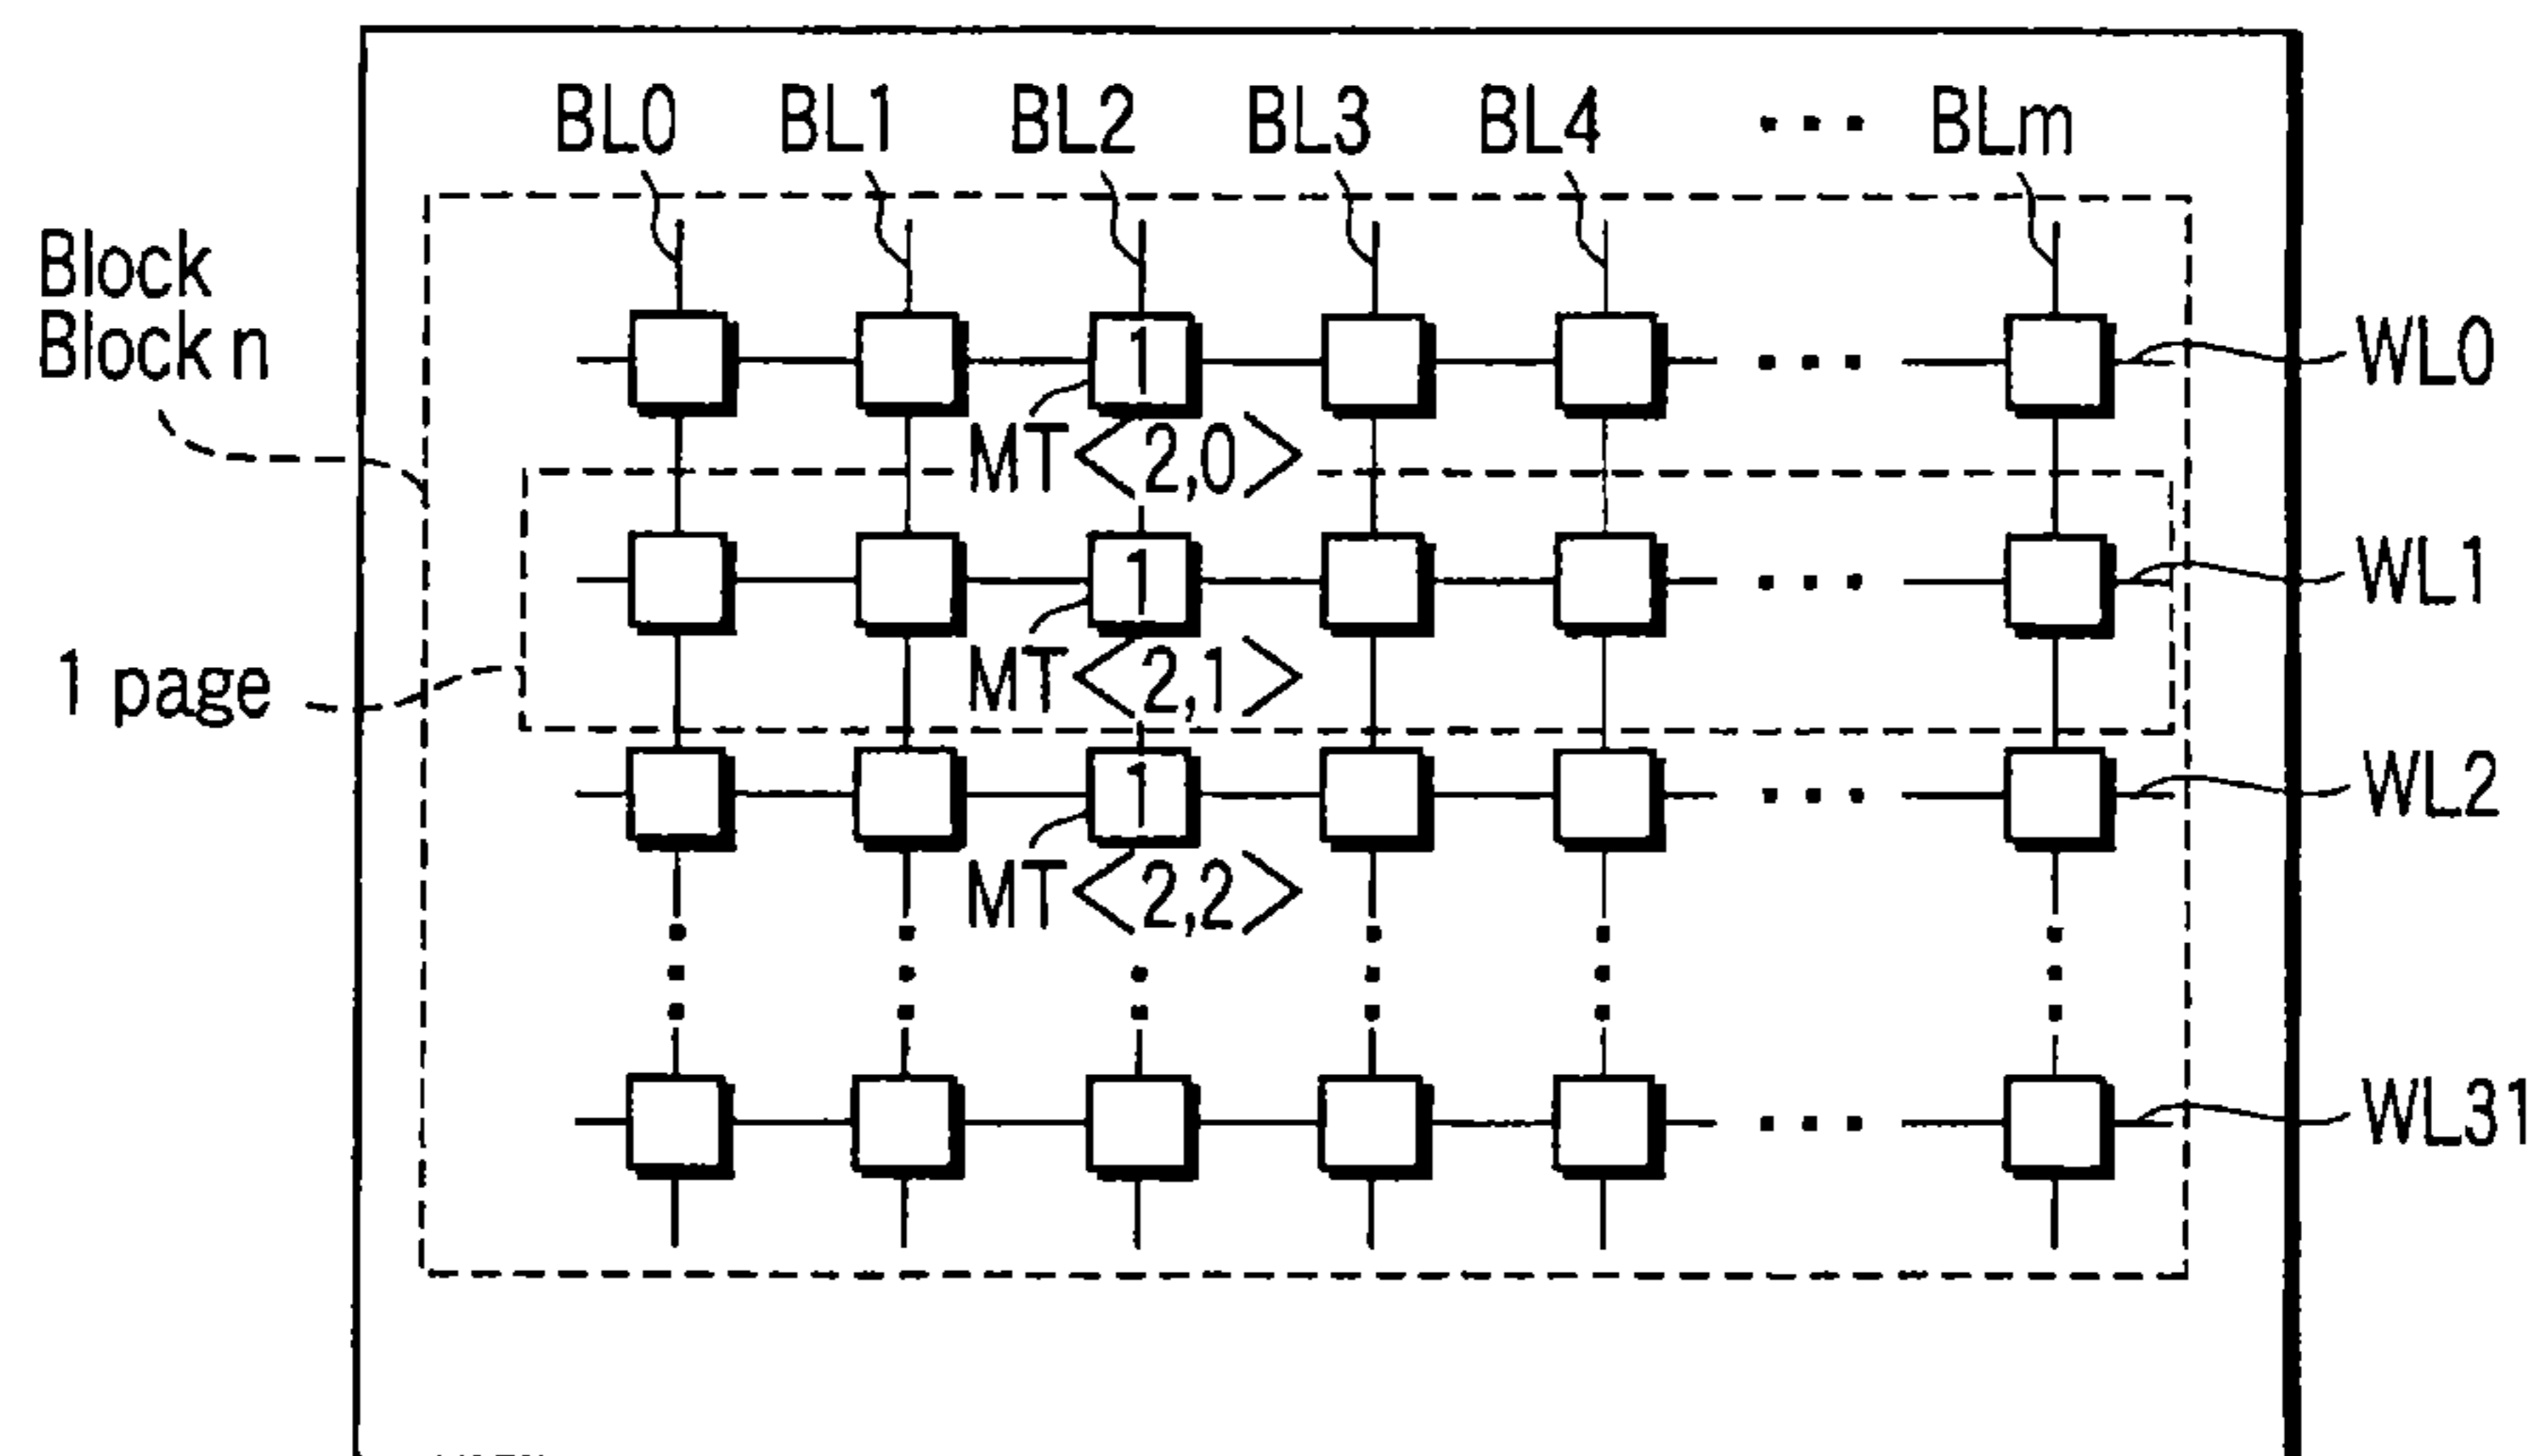 BL0 BL1 BL2 BL3 BL4 ... BLm
Block
Block n
1 WL0
MT<2,0>
1 WL1
MT<2,1>
1 page
1 WL2
MT<2,2>
WL31